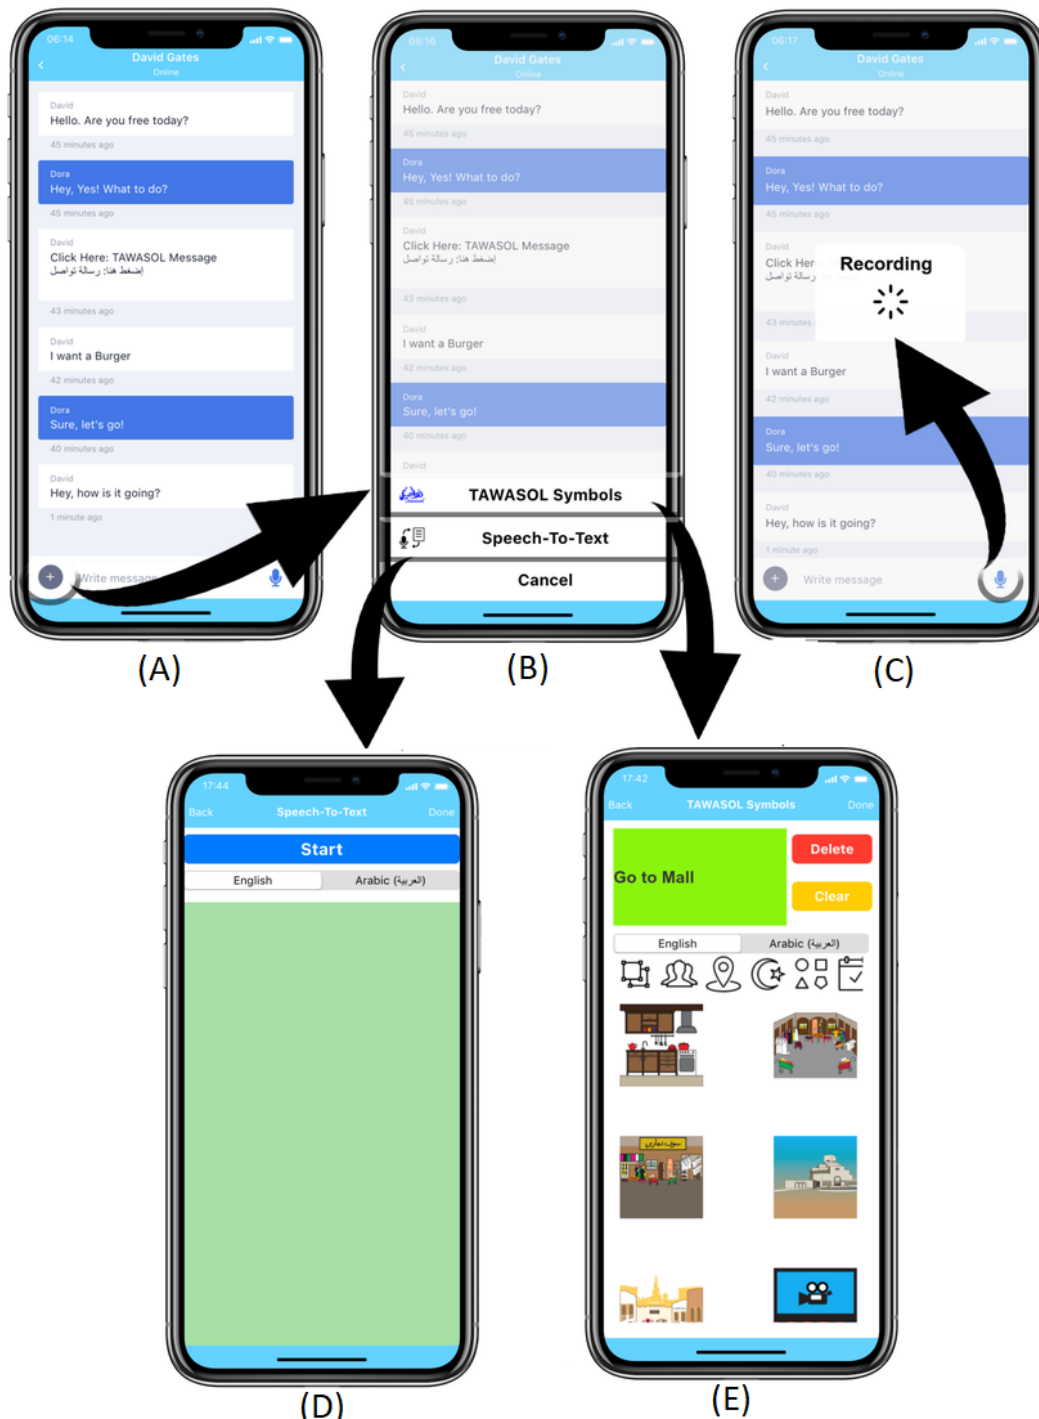 06:14
David Gates
Online
David
Hello. Are you free today?
45 minutes ago
Dora
Hey, Yes! What to do?
45 minutes ago
David
Click Here: TAWASOL Message
إضغط هنا: رسالة تواصل
43 minutes ago
David
I want a Burger
42 minutes ago
Dora
Sure, let's go!
40 minutes ago
David
Hey, how is it going?
1 minute ago
Write message
(A)
06:16
David Gates
Online
David
Hello. Are you free today?
45 minutes ago
Dora
Hey, Yes! What to do?
45 minutes ago
David
Click Here: TAWASOL Message
إضغط هنا: رسالة تواصل
43 minutes ago
David
I want a Burger
42 minutes ago
Dora
Sure, let's go!
40 minutes ago
David
TAWASOL Symbols
Speech-To-Text
Cancel
(B)
06:17
David Gates
Online
David
Hello. Are you free today?
45 minutes ago
Dora
Hey, Yes! What to do?
45 minutes ago
David
Click Her
رسالة تواصل
Recording
43 minutes
David
I want a Burger
42 minutes ago
Dora
Sure, let's go!
40 minutes ago
David
Hey, how is it going?
1 minute ago
Write message
(C)
17:44
Back Speech-To-Text Done
Start
English Arabic (العربية)
(D)
17:42
Back TAWASOL Symbols Done
Go to Mall
Delete
Clear
English Arabic (العربية)
(E)